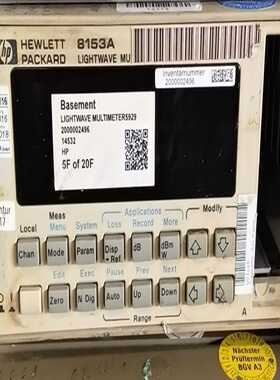 hp
HEWLETT
PACKARD
8153A
LIGHTWAVE MU
Inventarnummer
2000002496
Basement
LIGHTWAVE MULTIMETER5929
2000002496
14532
HP
5F of 20F
Applications
Modify
Local
Meas
Menu
System
Loss
Record
More
Chan
Mode
Param
Disp
→Ref
dB
dBm
W
Edit
Exec
Pause
Prev
Next
Zero
N Dig
Auto
Up
Down
Range
A
Nächster
Prüftermin
BGV A3